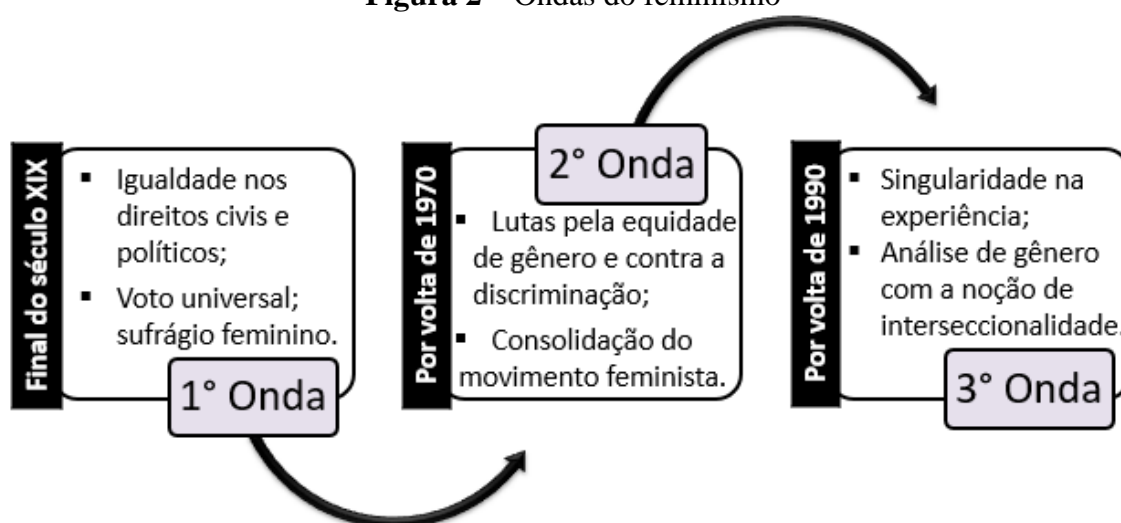 Figura 2 – Ondas do feminismo
Final do século XIX
▪ Igualdade nos
direitos civis e
políticos;
▪ Voto universal;
sufrágio feminino.
1° Onda
Por volta de 1970
2° Onda
▪ Lutas pela equidade
de gênero e contra a
discriminação;
▪ Consolidação do
movimento feminista.
Por volta de 1990
▪ Singularidade na
experiência;
▪ Análise de gênero
com a noção de
interseccionalidade.
3° Onda